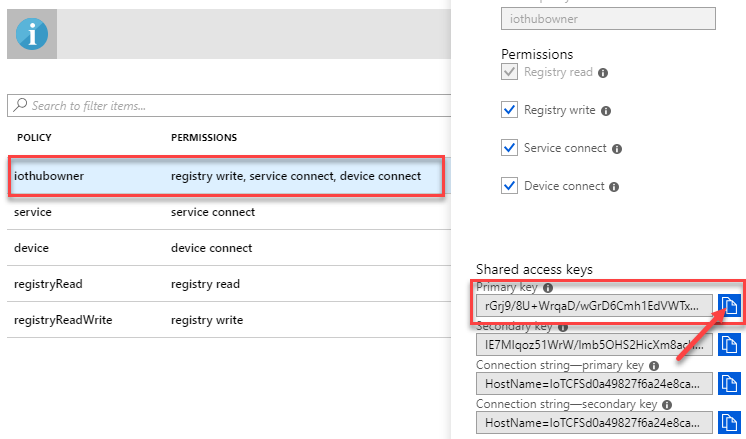 Search to filter items...
POLICY PERMISSIONS
iothubowner registry write, service connect, device connect
service service connect
device device connect
registryRead registry read
registryReadWrite registry write
iothubowner
Permissions
Registry read
Registry write
Service connect
Device connect
Shared access keys
Primary key
rGrj9/8U+WrqaD/wGrD6Cmh1EdVWTx...
Secondary key
Connection string—primary key
HostName=IoTCFSd0a49827f6a24e8ca...
Connection string—secondary key
HostName=IoTCFSd0a49827f6a24e8ca...